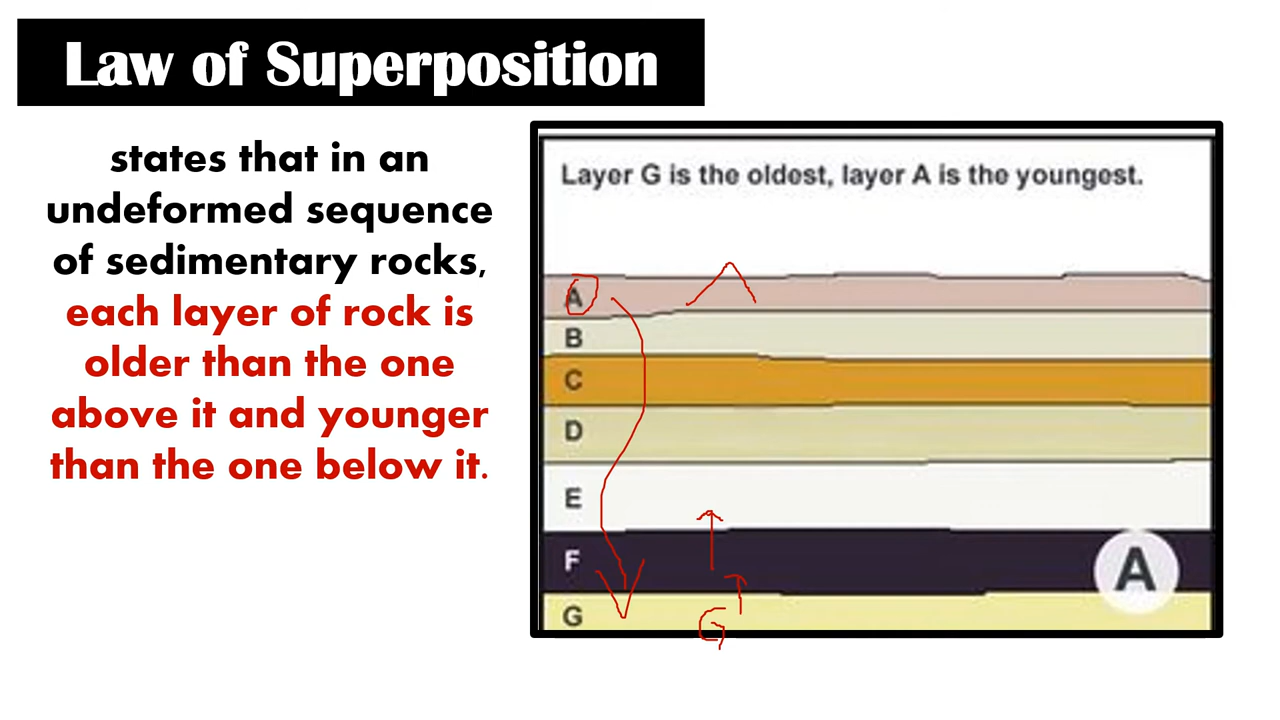 Law of Superposition
states that in an
undeformed sequence
of sedimentary rocks,
each layer of rock is
older than the one
above it and younger
than the one below it.
Layer G is the oldest, layer A is the youngest.
A
B
C
D
E
F
A
G
G